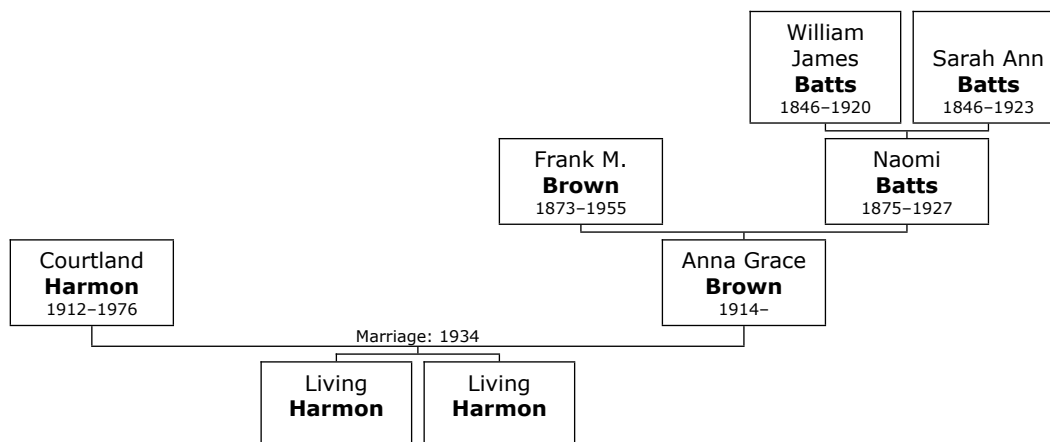 William
James
Batts
1846–1920
Sarah Ann
Batts
1846–1923
Frank M.
Brown
1873–1955
Naomi
Batts
1875–1927
Courtland
Harmon
1912–1976
Anna Grace
Brown
1914–
Marriage: 1934
Living
Harmon
Living
Harmon